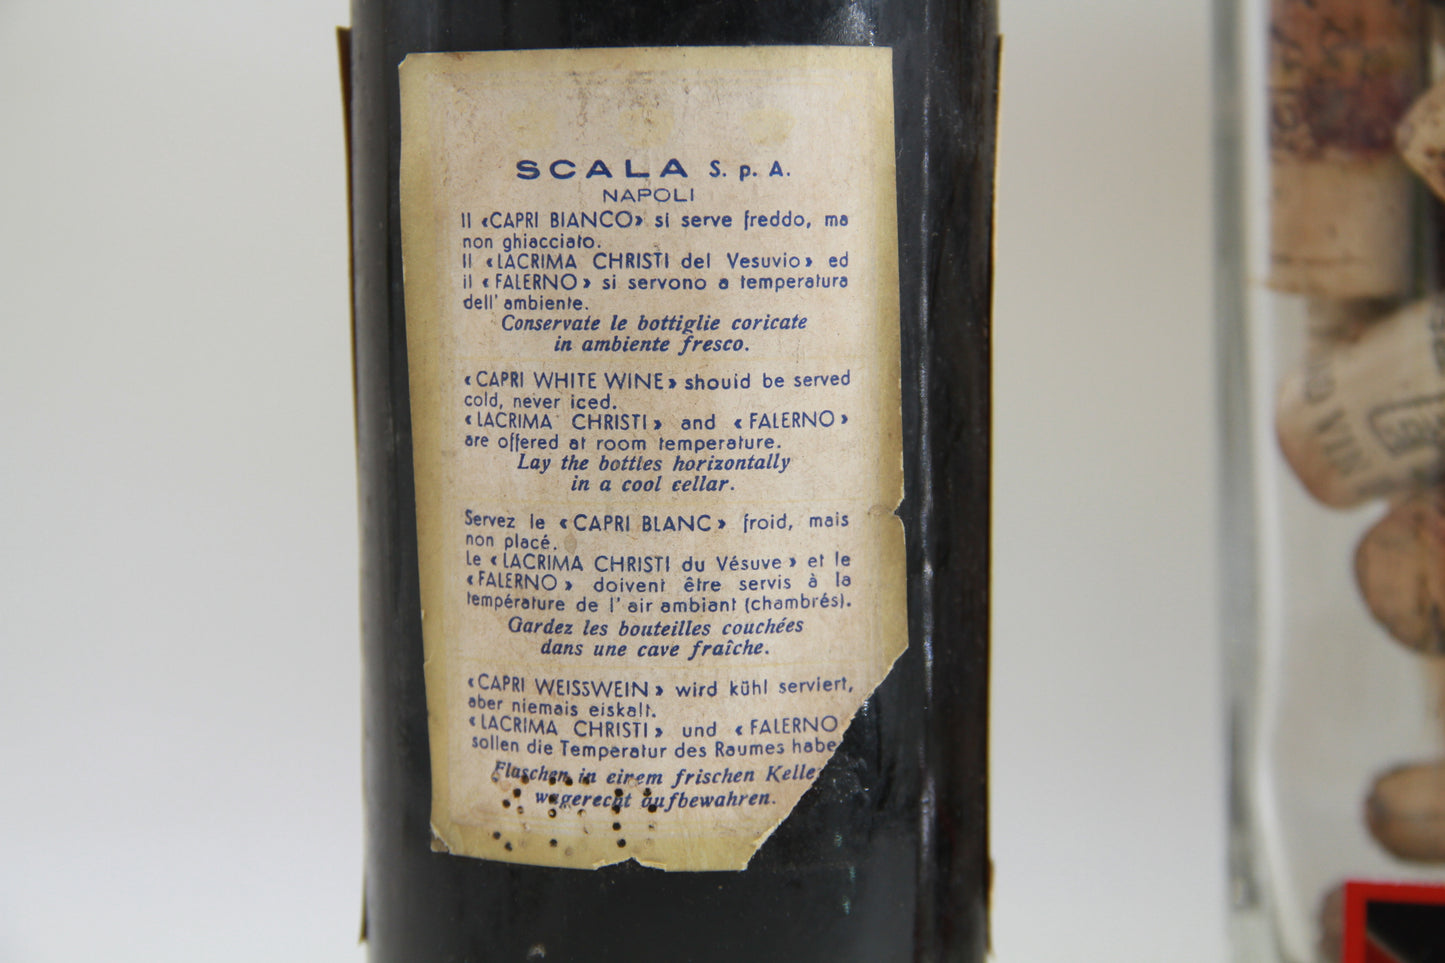 SCALA S. p. A.
NAPOLI
Il «CAPRI BIANCO» si serve freddo, ma
non ghiacciato.
Il «LACRIMA CHRISTI del Vesuvio» ed
il «FALERNO» si servono a temperatura
dell' ambiente.
Conservate le bottiglie coricate
in ambiente fresco.
«CAPRI WHITE WINE» should be served
cold, never iced.
«LACRIMA CHRISTI» and «FALERNO»
are offered at room temperature.
Lay the bottles horizontally
in a cool cellar.
Servez le «CAPRI BLANC» froid, mais
non placé.
Le «LACRIMA CHRISTI du Vésuve» et le
«FALERNO» doivent être servis à la
température de l' air ambiant (chambrés).
Gardez les bouteilles couchées
dans une cave fraîche.
«CAPRI WEISSWEIN» wird kühl serviert,
aber niemais eiskalt.
«LACRIMA CHRISTI» und «FALERNO
sollen die Temperatur des Raumes habe
Flaschen in eirem frischen Kelle
wagerecht aufbewahren.